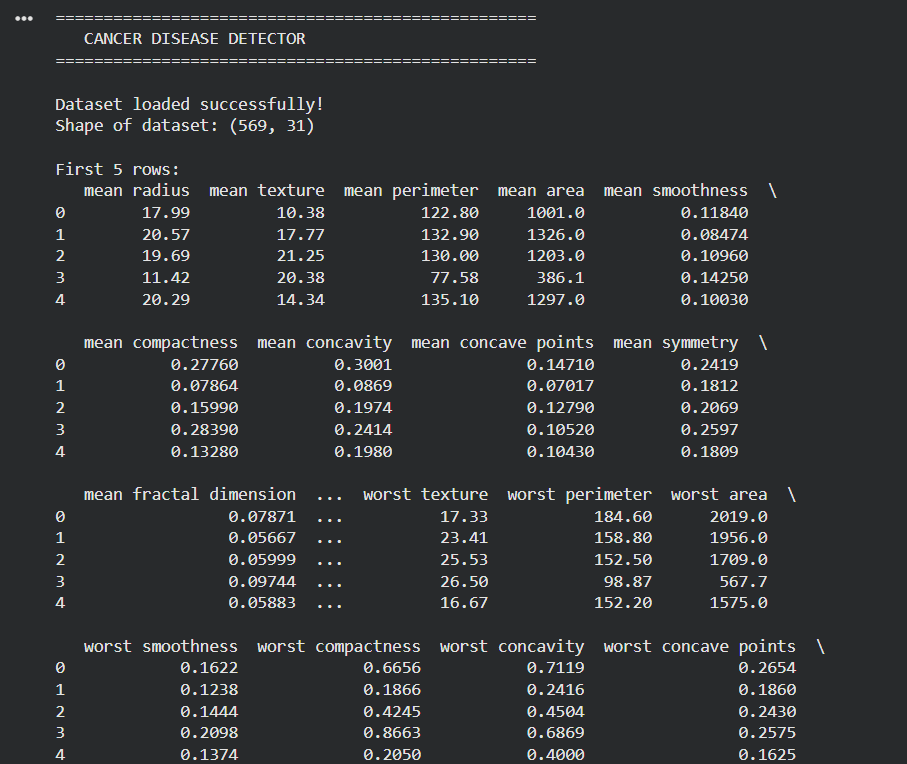 ==================================================
   CANCER DISEASE DETECTOR
==================================================
Dataset loaded successfully!
Shape of dataset: (569, 31)
First 5 rows:
   mean radius  mean texture  mean perimeter  mean area  mean smoothness  \
0        17.99         10.38          122.80     1001.0          0.11840
1        20.57         17.77          132.90     1326.0          0.08474
2        19.69         21.25          130.00     1203.0          0.10960
3        11.42         20.38           77.58      386.1          0.14250
4        20.29         14.34          135.10     1297.0          0.10030
   mean compactness  mean concavity  mean concave points  mean symmetry  \
0           0.27760          0.3001              0.14710         0.2419
1           0.07864          0.0869              0.07017         0.1812
2           0.15990          0.1974              0.12790         0.2069
3           0.28390          0.2414              0.10520         0.2597
4           0.13280          0.1980              0.10430         0.1809
   mean fractal dimension  ...  worst texture  worst perimeter  worst area  \
0                 0.07871  ...          17.33           184.60      2019.0
1                 0.05667  ...          23.41           158.80      1956.0
2                 0.05999  ...          25.53           152.50      1709.0
3                 0.09744  ...          26.50            98.87       567.7
4                 0.05883  ...          16.67           152.20      1575.0
   worst smoothness  worst compactness  worst concavity  worst concave points  \
0            0.1622             0.6656           0.7119                0.2654
1            0.1238             0.1866           0.2416                0.1860
2            0.1444             0.4245           0.4504                0.2430
3            0.2098             0.8663           0.6869                0.2575
4            0.1374             0.2050           0.4000                0.1625